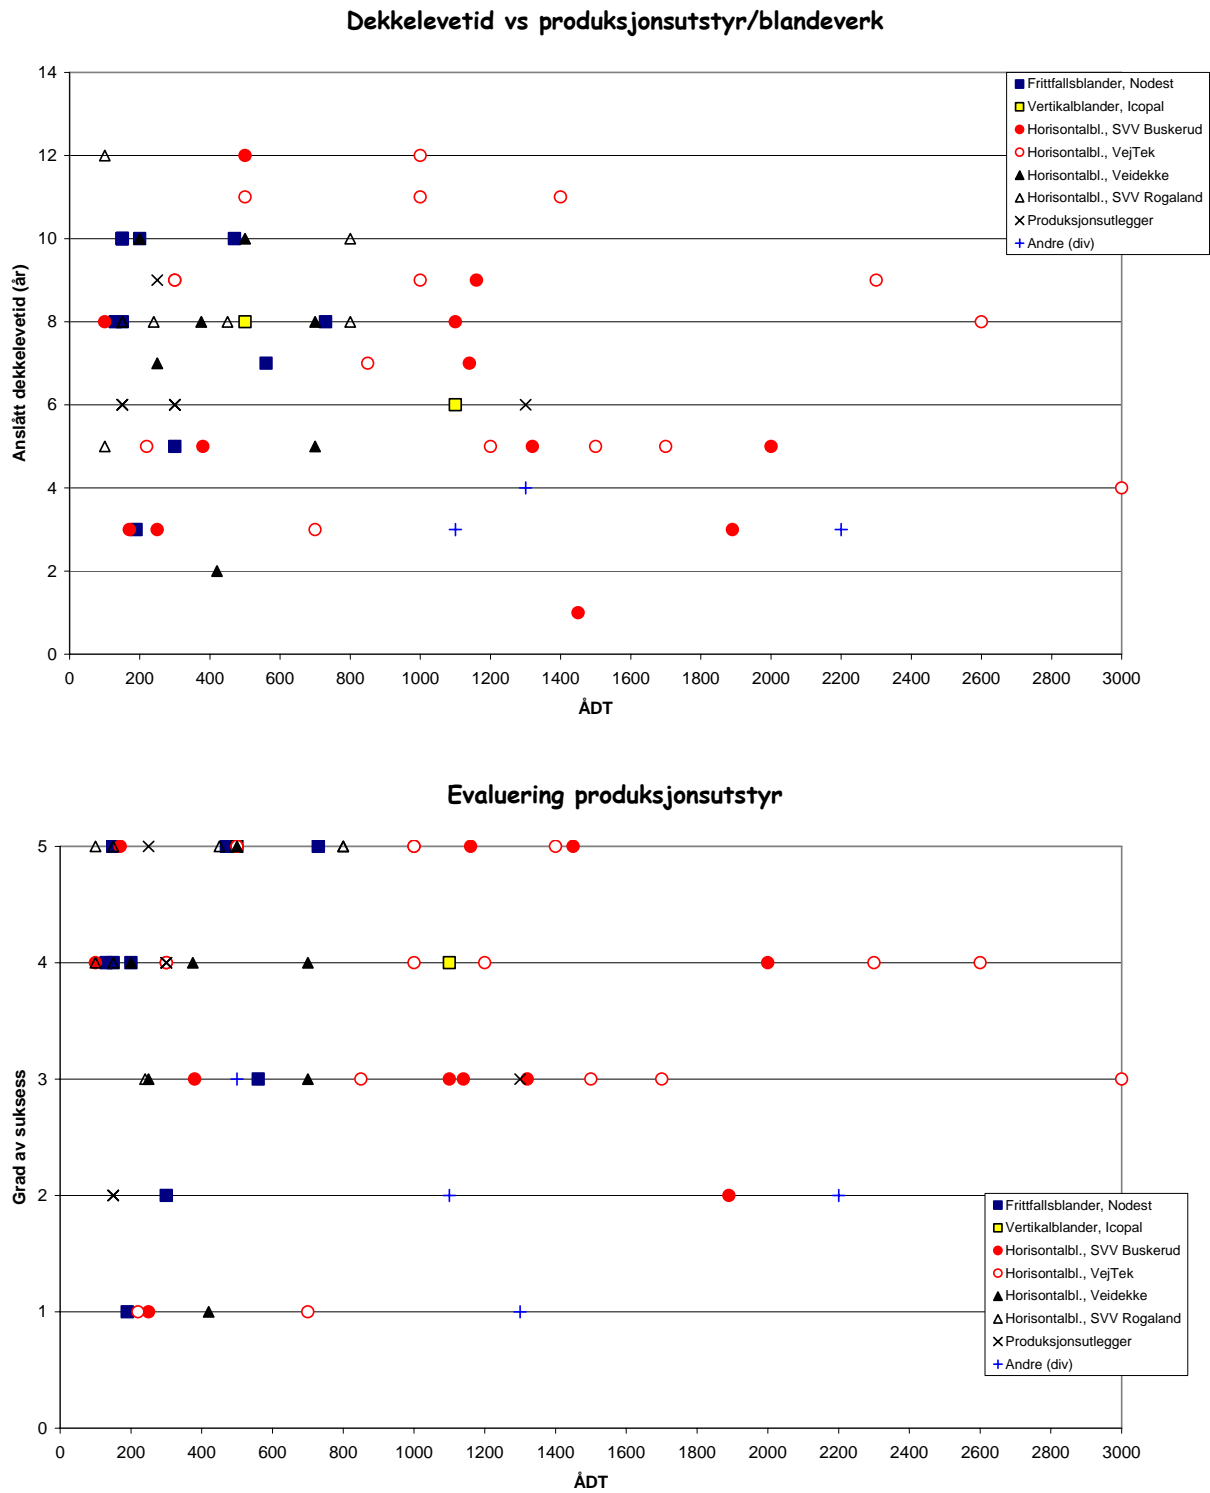 Dekkelevetid vs produksjonsutstyr/blandeverk
14
12
10
8
6
4
2
0
Anslått dekkelevetid (år)
0 200 400 600 800 1000 1200 1400 1600 1800 2000 2200 2400 2600 2800 3000
ÅDT
Frittfallsblander, Nodest
Vertikalblander, Icopal
Horisontalbl., SVV Buskerud
Horisontalbl., VejTek
Horisontalbl., Veidekke
Horisontalbl., SVV Rogaland
Produksjonsutlegger
Andre (div)
Evaluering produksjonsutstyr
5
4
3
2
1
0
Grad av suksess
0 200 400 600 800 1000 1200 1400 1600 1800 2000 2200 2400 2600 2800 3000
ÅDT
Frittfallsblander, Nodest
Vertikalblander, Icopal
Horisontalbl., SVV Buskerud
Horisontalbl., VejTek
Horisontalbl., Veidekke
Horisontalbl., SVV Rogaland
Produksjonsutlegger
Andre (div)